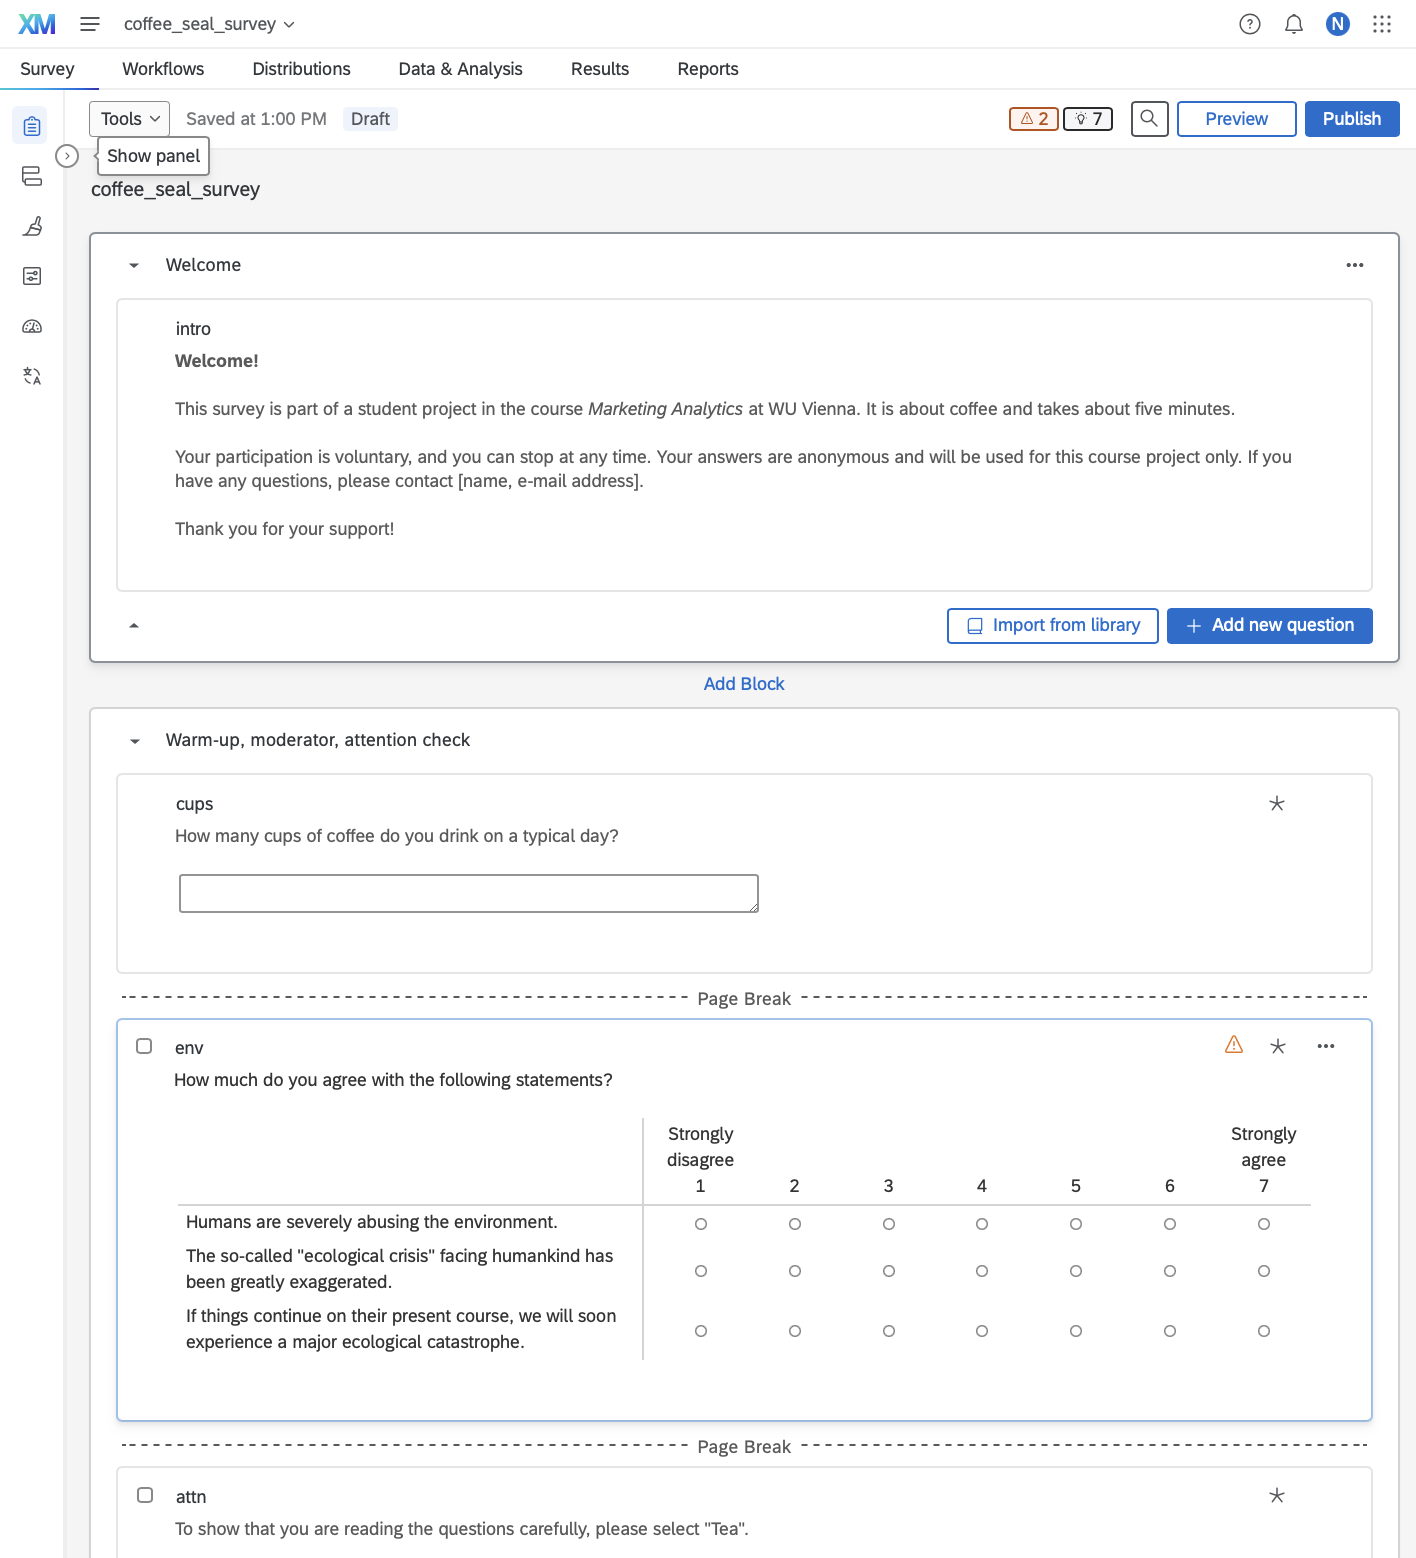 XM
coffee_seal_survey
N
Survey
Workflows
Distributions
Data & Analysis
Results
Reports
Tools
Saved at 1:00 PM
Draft
2
7
Preview
Publish
Show panel
coffee_seal_survey
Welcome
intro
Welcome!
This survey is part of a student project in the course Marketing Analytics at WU Vienna. It is about coffee and takes about five minutes.
Your participation is voluntary, and you can stop at any time. Your answers are anonymous and will be used for this course project only. If you
have any questions, please contact [name, e-mail address].
Thank you for your support!
Import from library
Add new question
Add Block
Warm-up, moderator, attention check
cups
How many cups of coffee do you drink on a typical day?
Page Break
env
How much do you agree with the following statements?
Strongly
disagree
1
2
3
4
5
6
Strongly
agree
7
Humans are severely abusing the environment.
The so-called "ecological crisis" facing humankind has
been greatly exaggerated.
If things continue on their present course, we will soon
experience a major ecological catastrophe.
Page Break
attn
To show that you are reading the questions carefully, please select "Tea".